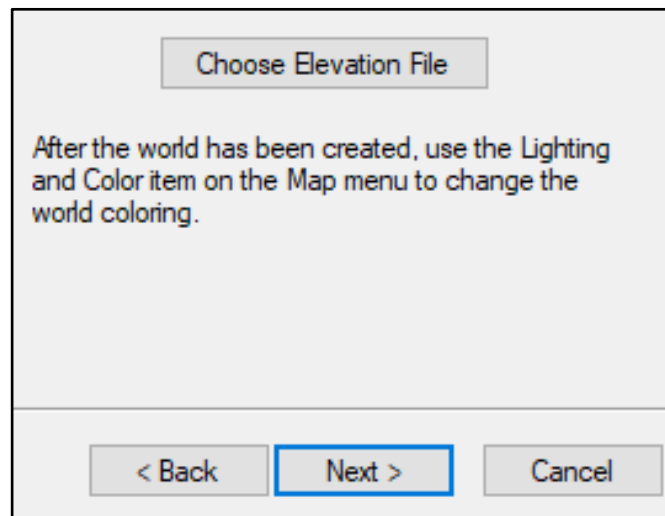 Choose Elevation File
After the world has been created, use the Lighting
and Color item on the Map menu to change the
world coloring.
< Back
Next >
Cancel